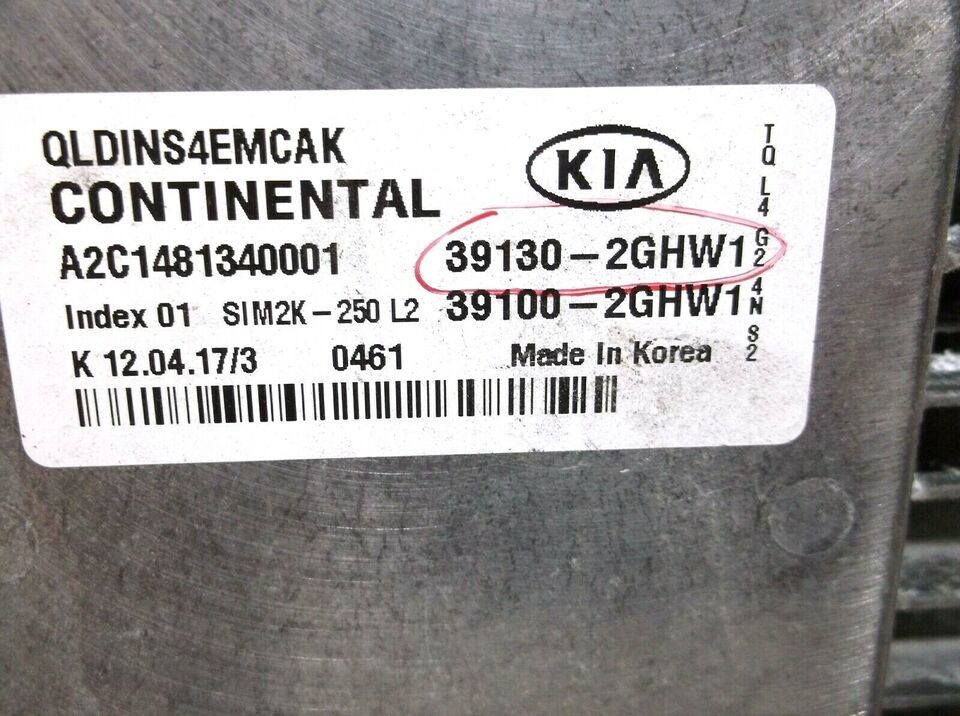 QLDINS4EMCAK
CONTINENTAL
KIA
A2C1481340001
39130-2GHW1
Index 01 SIM2K-250 L2
39100-2GHW1
K 12.04.17/3 0461 Made In Korea
TQ L4 G2 4N S2